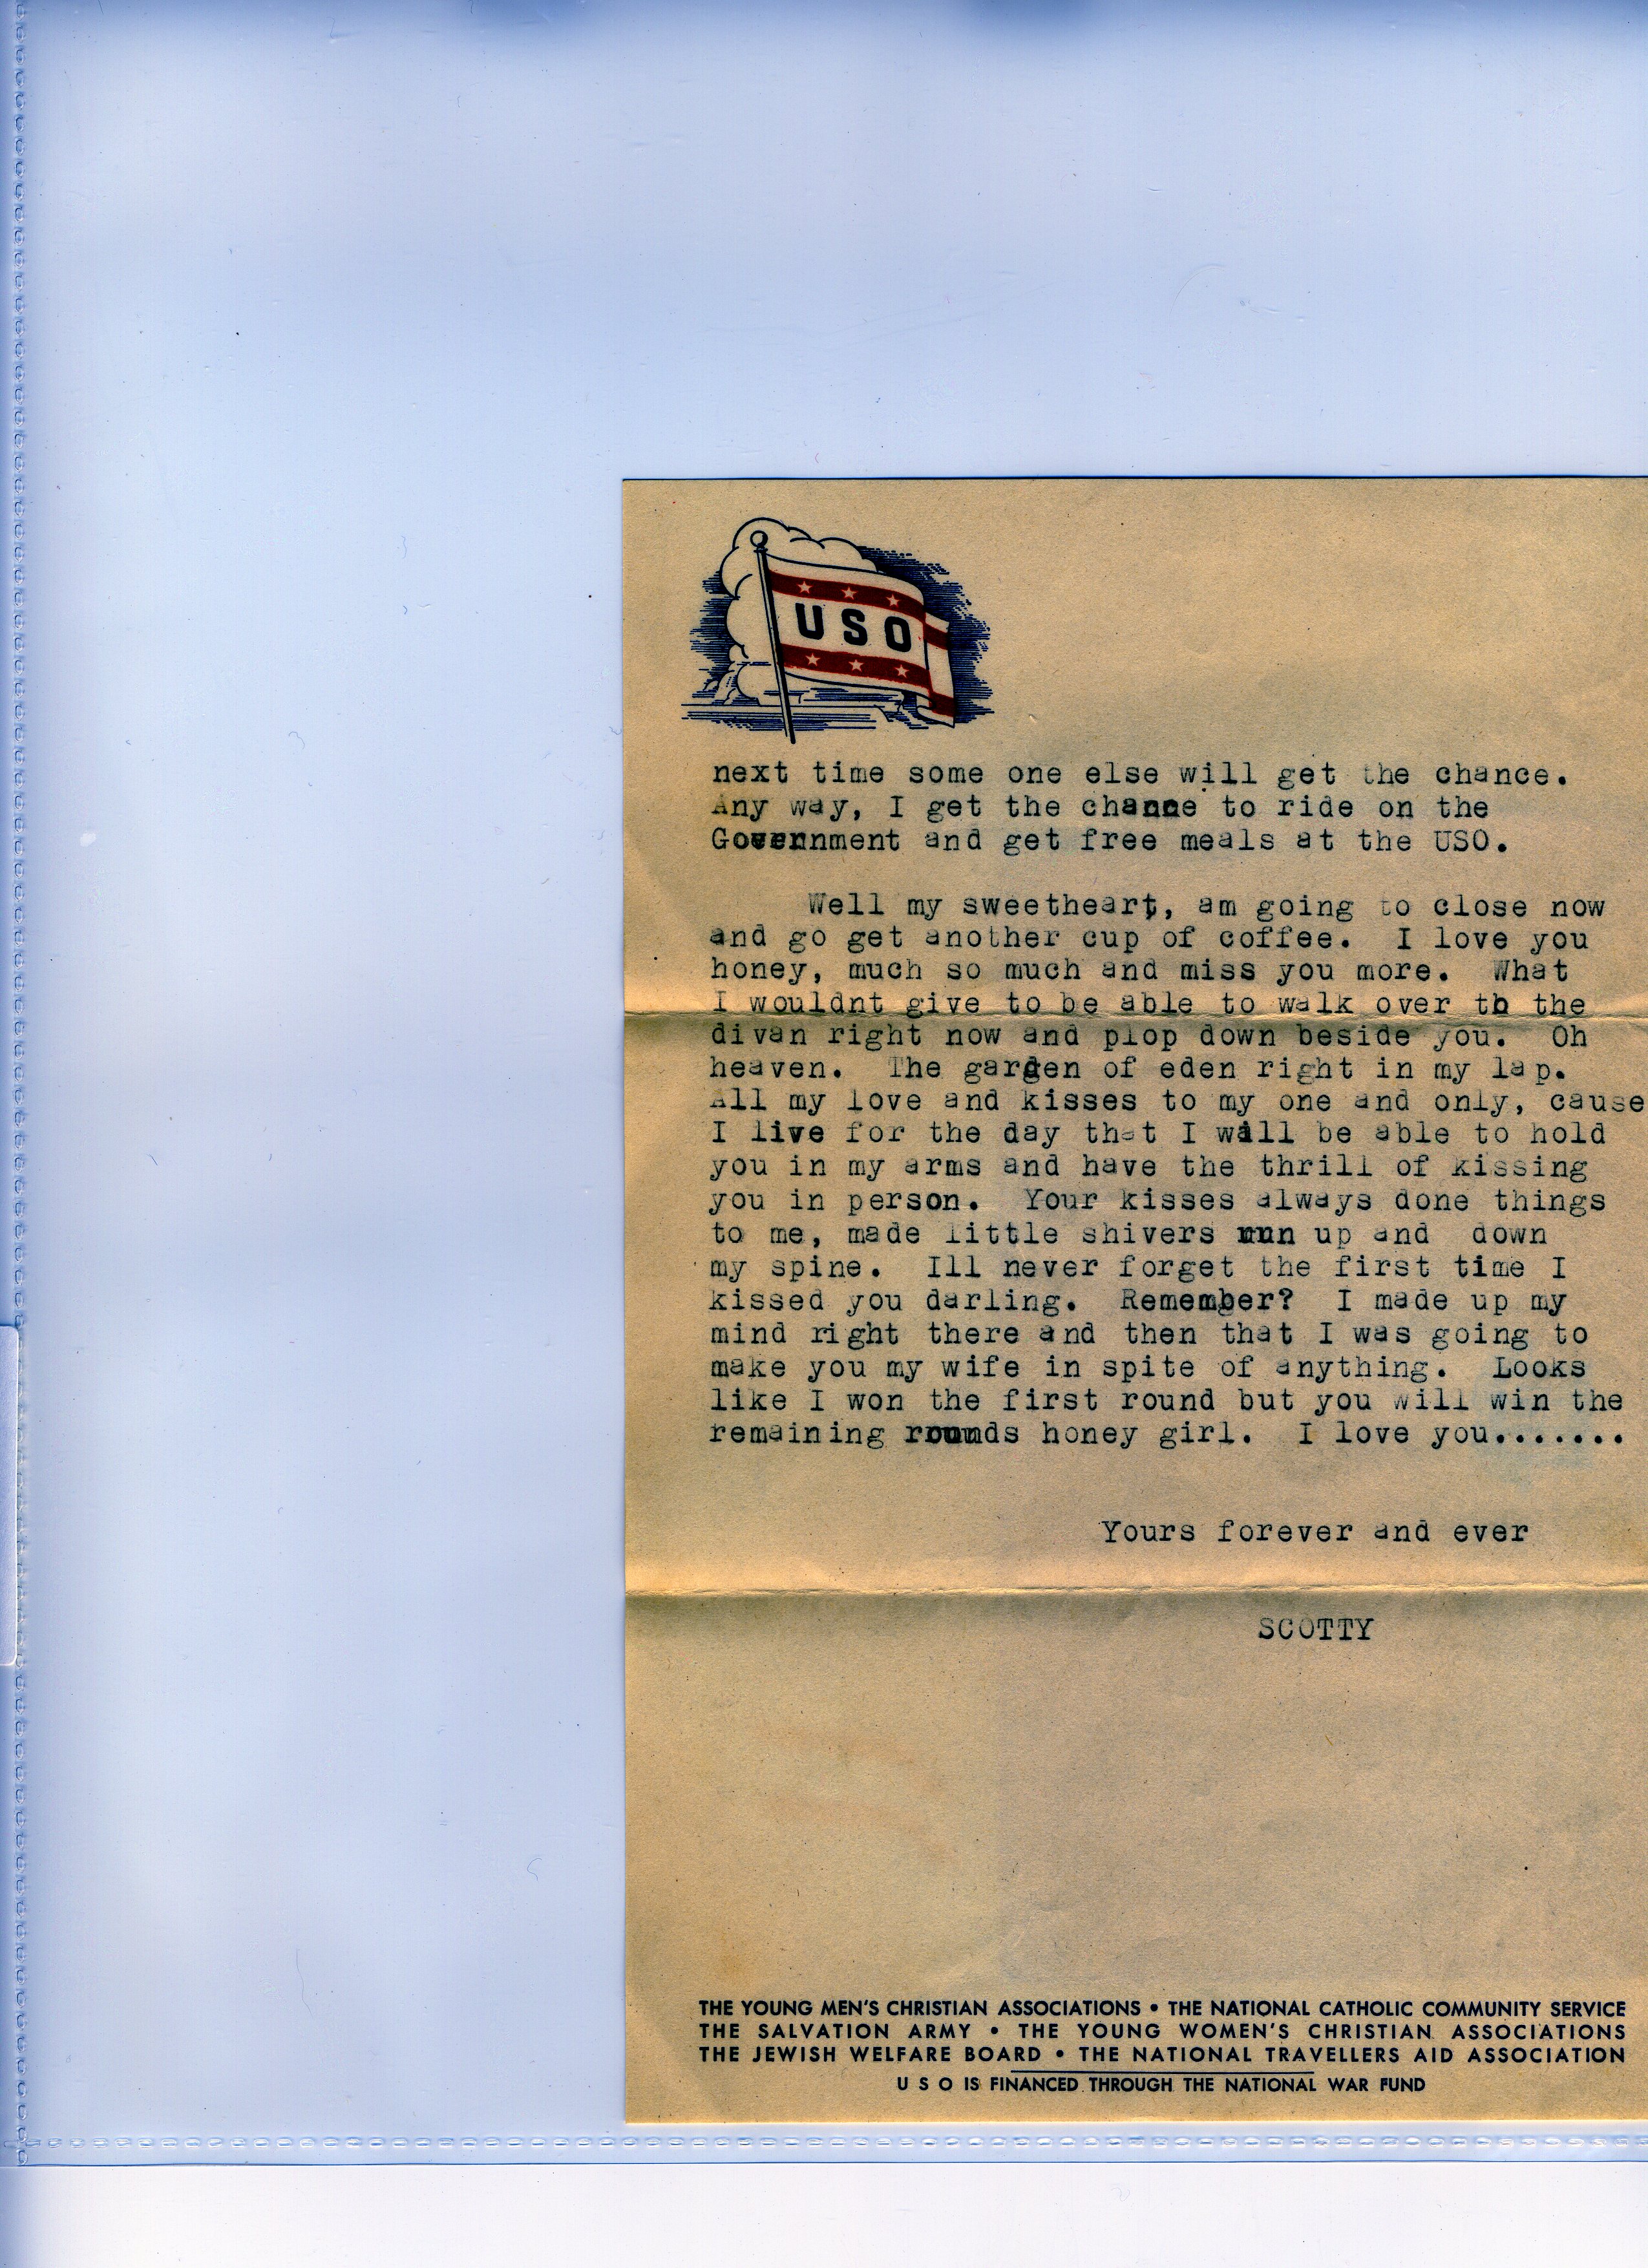 USO
next time some one else will get the chance.
Any way, I get the chance to ride on the
Government and get free meals at the USO.
Well my sweetheart, am going to close now
and go get another cup of coffee. I love you
honey, much so much and miss you more. What
I wouldnt give to be able to walk over to the
divan right now and plop down beside you. Oh
heaven. The garden of eden right in my lap.
All my love and kisses to my one and only, cause
I live for the day that I will be able to hold
you in my arms and have the thrill of kissing
you in person. Your kisses always done things
to me, made little shivers run up and down
my spine. Ill never forget the first time I
kissed you darling. Remember? I made up my
mind right there and then that I was going to
make you my wife in spite of anything. Looks
like I won the first round but you will win the
remaining rounds honey girl. I love you.......
Yours forever and ever
SCOTTY
THE YOUNG MEN'S CHRISTIAN ASSOCIATIONS • THE NATIONAL CATHOLIC COMMUNITY SERVICE
THE SALVATION ARMY • THE YOUNG WOMEN'S CHRISTIAN ASSOCIATIONS
THE JEWISH WELFARE BOARD • THE NATIONAL TRAVELLERS AID ASSOCIATION
U S O IS FINANCED THROUGH THE NATIONAL WAR FUND